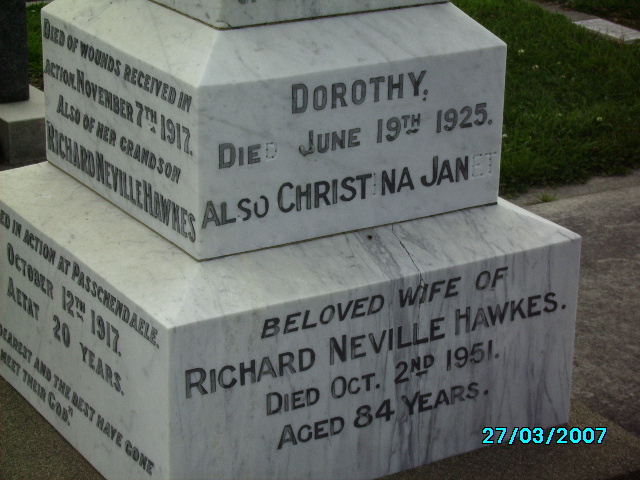 DIED OF WOUNDS RECEIVED IN
ACTION, NOVEMBER 7TH 1917.
ALSO OF HER GRANDSON
RICHARD NEVILLE HAWKES
IN ACTION AT PASSCHENDAELE.
OCTOBER 12TH 1917.
AETAT 20 YEARS.
AND THE BEST HAVE GONE
MEET THEIR GOD."
DOROTHY,
DIED JUNE 19TH 1925.
ALSO CHRISTINA JANET
BELOVED WIFE OF
RICHARD NEVILLE HAWKES.
DIED OCT. 2ND 1951.
AGED 84 YEARS.
27/03/2007